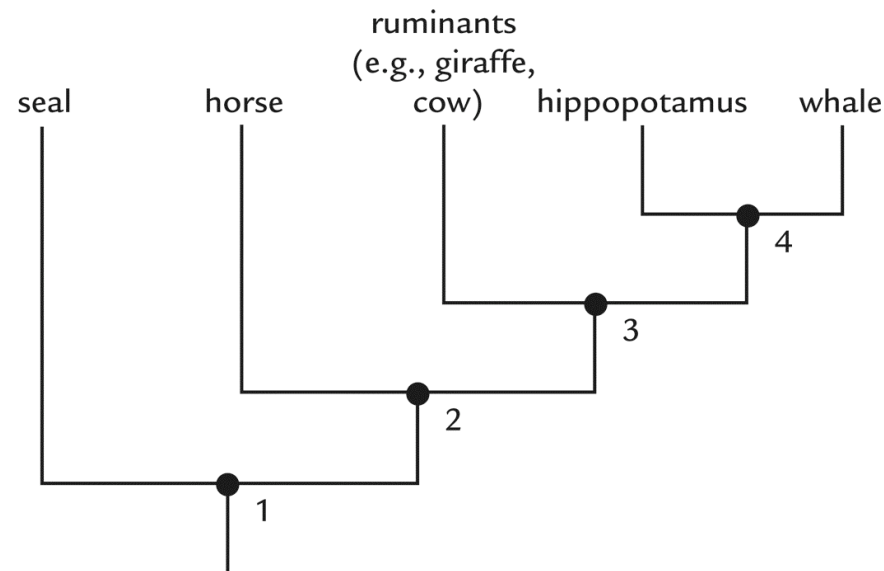 ruminants
(e.g., giraffe,
seal horse cow) hippopotamus whale
4
3
2
1